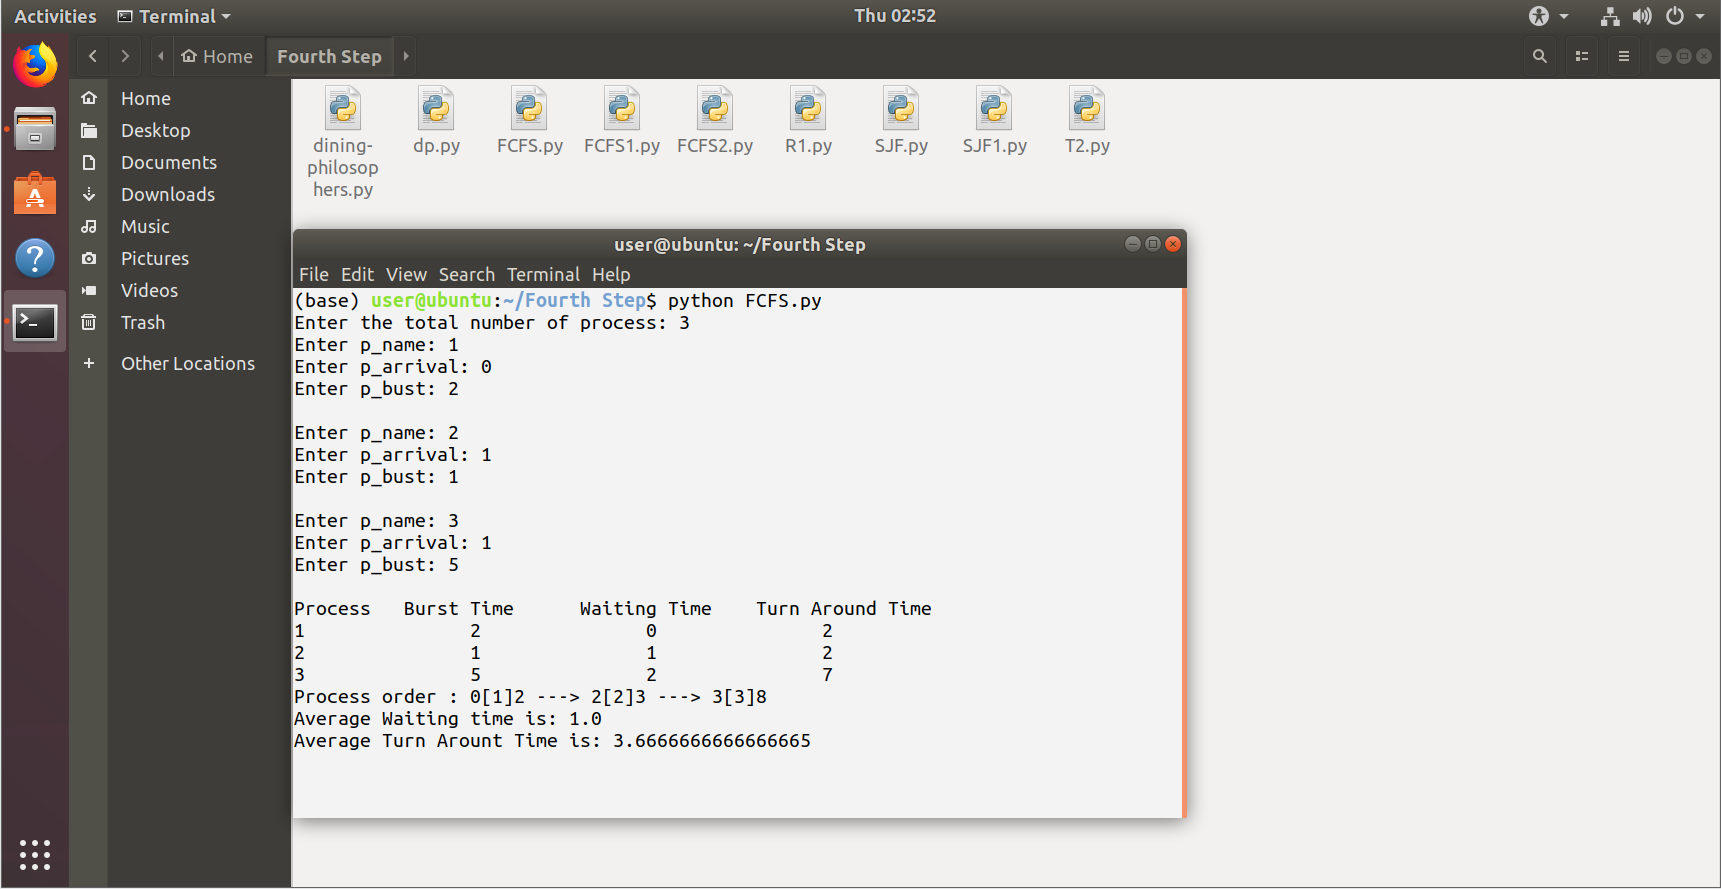 Activities Terminal Thu 02:52
Home Fourth Step
Home
Desktop
Documents
Downloads
Music
Pictures
Videos
Trash
Other Locations
dining-
philosop
hers.py
dp.py
FCFS.py
FCFS1.py
FCFS2.py
R1.py
SJF.py
SJF1.py
T2.py
user@ubuntu: ~/Fourth Step
File Edit View Search Terminal Help
(base) user@ubuntu:~/Fourth Step$ python FCFS.py
Enter the total number of process: 3
Enter p_name: 1
Enter p_arrival: 0
Enter p_bust: 2
Enter p_name: 2
Enter p_arrival: 1
Enter p_bust: 1
Enter p_name: 3
Enter p_arrival: 1
Enter p_bust: 5
Process Burst Time Waiting Time Turn Around Time
1 2 0 2
2 1 1 2
3 5 2 7
Process order : 0[1]2 ---> 2[2]3 ---> 3[3]8
Average Waiting time is: 1.0
Average Turn Arount Time is: 3.6666666666666665